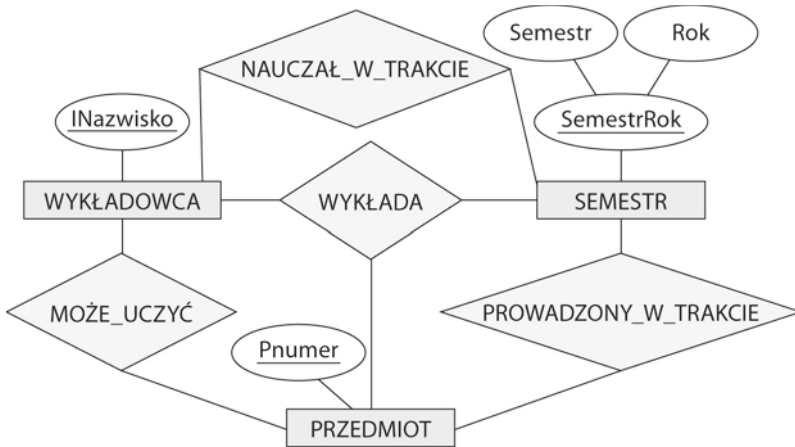 Semestr
Rok
NAUCZAŁ_W_TRAKCIE
INazwisko
SemestrRok
WYKŁADOWCA
WYKŁADA
SEMESTR
MOŻE_UCZYĆ
PROWADZONY_W_TRAKCIE
Pnumer
PRZEDMIOT